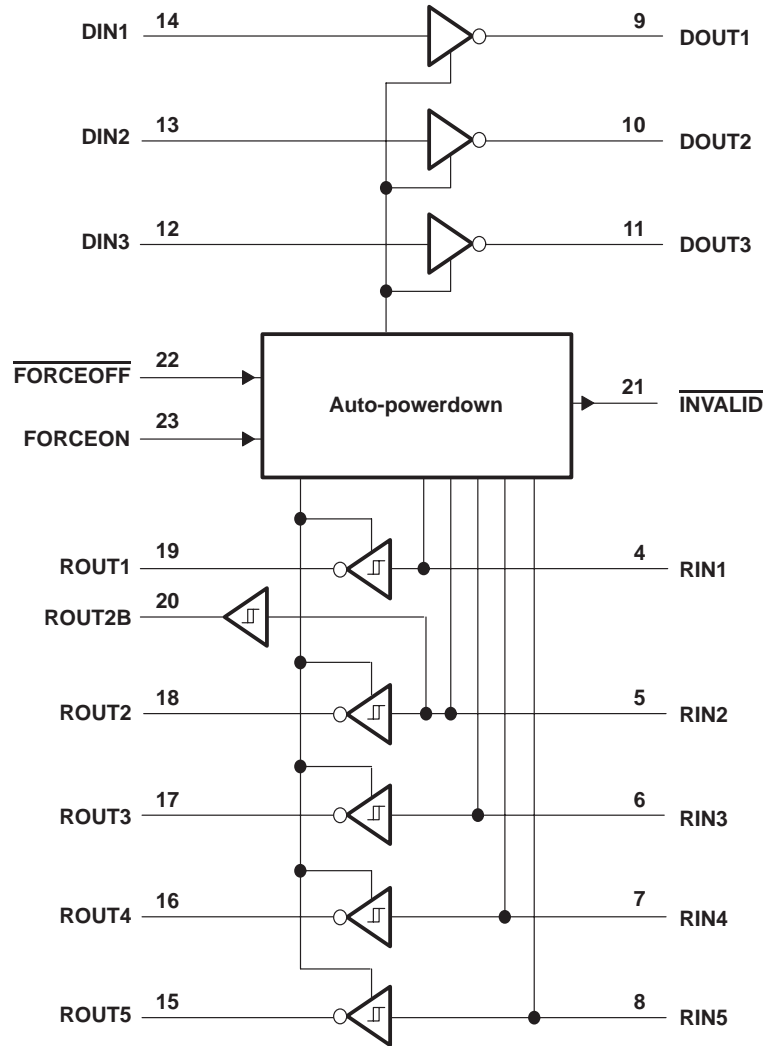 DIN1 14 9 DOUT1
DIN2 13 10 DOUT2
DIN3 12 11 DOUT3
FORCEOFF 22
Auto-powerdown
21 INVALID
FORCEON 23
ROUT1 19 4 RIN1
ROUT2B 20
ROUT2 18 5 RIN2
ROUT3 17 6 RIN3
ROUT4 16 7 RIN4
ROUT5 15 8 RIN5